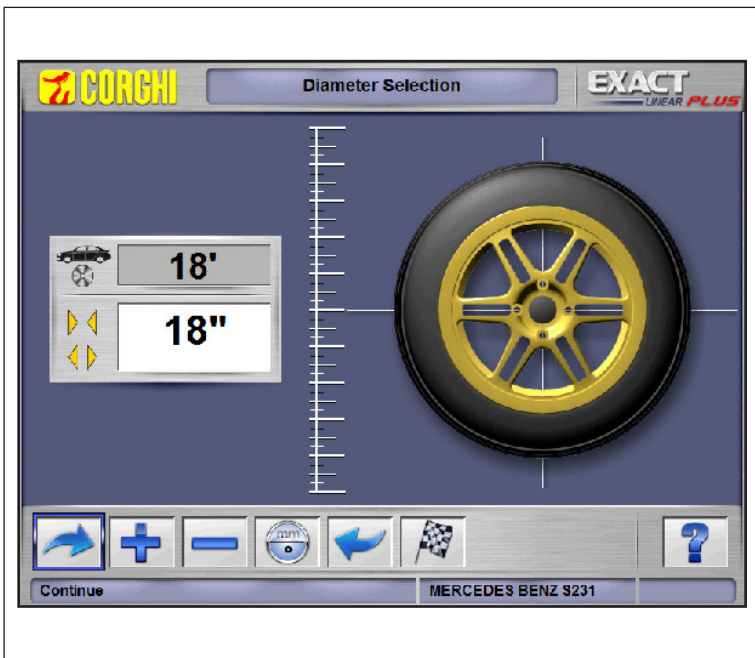 CORGHI
Diameter Selection
EXACT
LINEAR PLUS
18'
18"
mm
?
Continue
MERCEDES BENZ S231